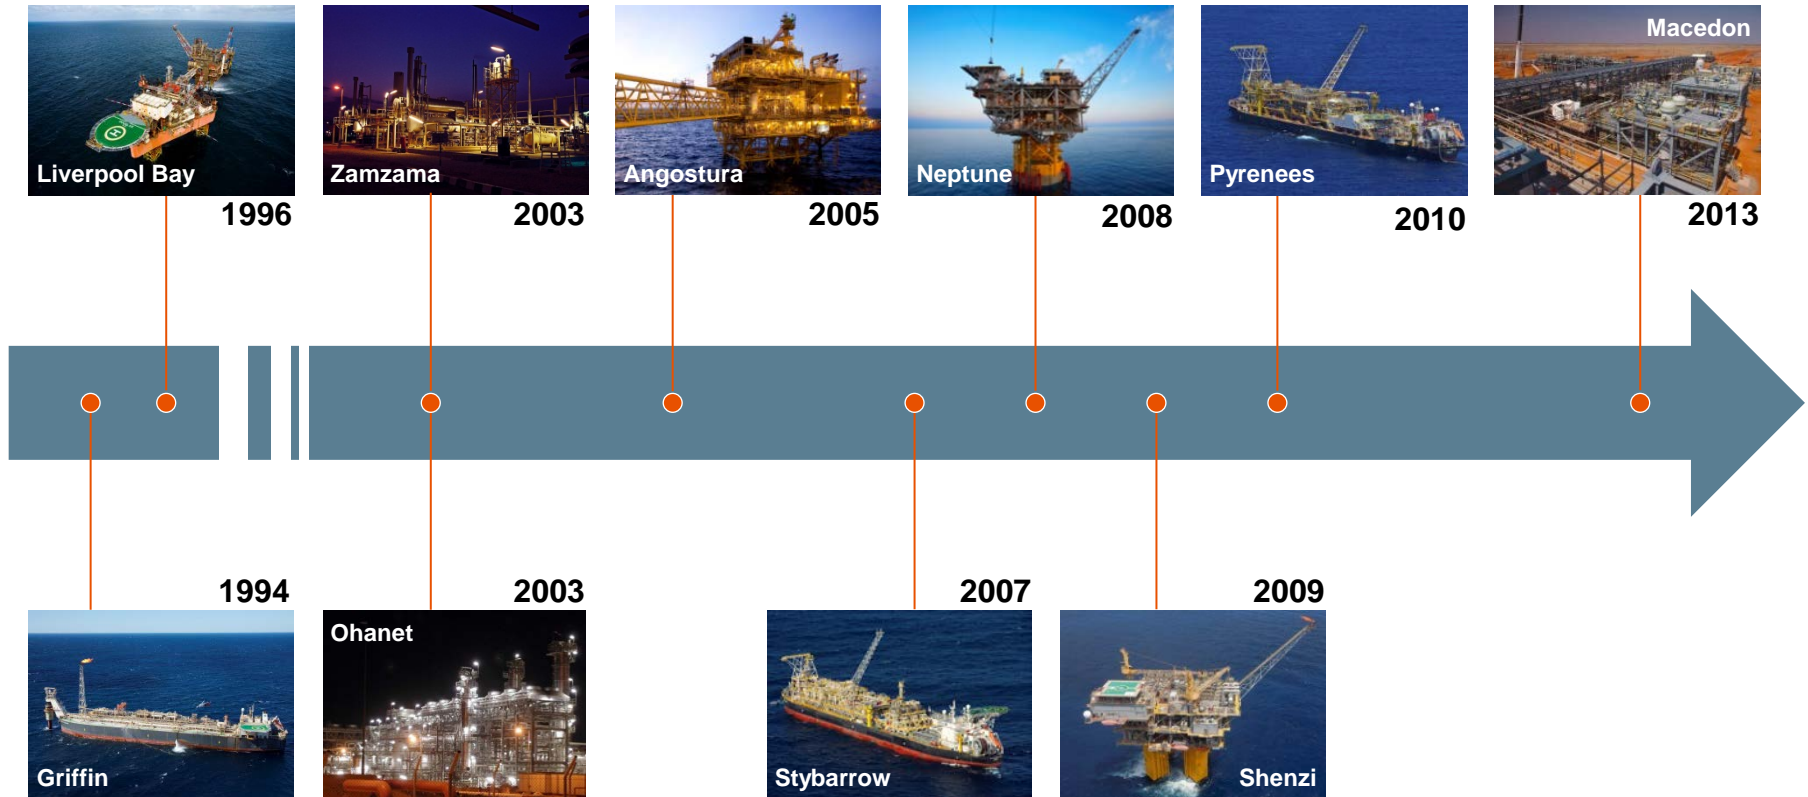 Liverpool Bay
1996
Zamzama
2003
Angostura
2005
Neptune
2008
Pyrenees
2010
Macedon
2013
1994
Griffin
2003
Ohanet
2007
Stybarrow
2009
Shenzi